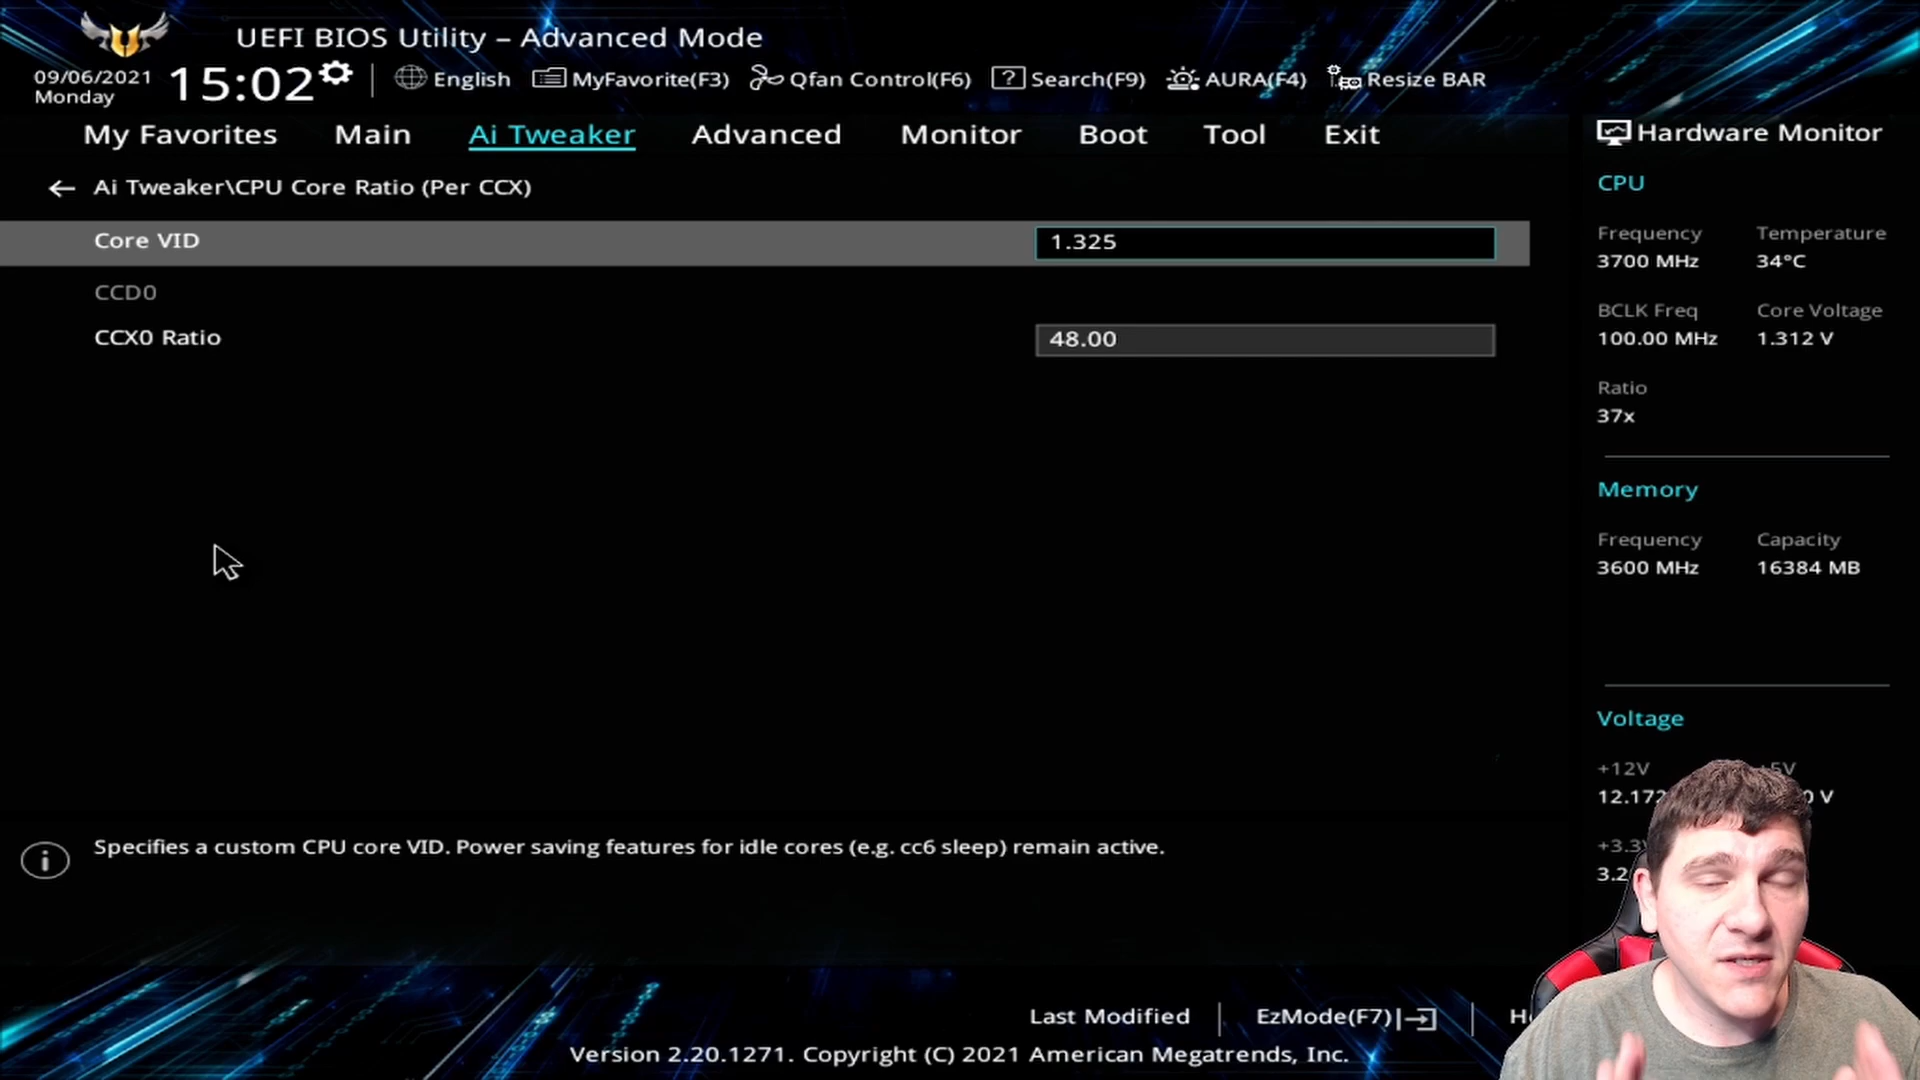 UEFI BIOS Utility – Advanced Mode
09/06/2021
Monday
15:02
English
MyFavorite(F3)
Qfan Control(F6)
Search(F9)
AURA(F4)
Resize BAR
My Favorites
Main
Ai Tweaker
Advanced
Monitor
Boot
Tool
Exit
Hardware Monitor
Ai Tweaker\CPU Core Ratio (Per CCX)
Core VID
1.325
CCD0
CCX0 Ratio
48.00
CPU
Frequency
Temperature
3700 MHz
34°C
BCLK Freq
Core Voltage
100.00 MHz
1.312 V
Ratio
37x
Memory
Frequency
Capacity
3600 MHz
16384 MB
Voltage
+12V
+5V
12.172
V
Specifies a custom CPU core VID. Power saving features for idle cores (e.g. cc6 sleep) remain active.
Last Modified
EzMode(F7)
Version 2.20.1271. Copyright (C) 2021 American Megatrends, Inc.